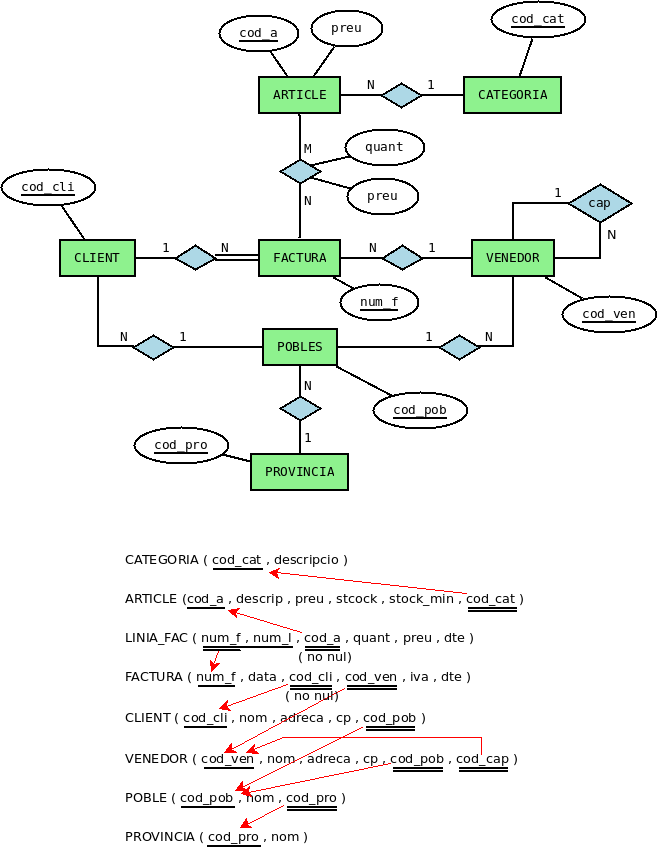 cod_a
preu
cod_cat
ARTICLE
N
1
CATEGORIA
M
quant
N
preu
cod_cli
1
cap
N
CLIENT
1
N
FACTURA
N
1
VENEDOR
num_f
cod_ven
N
1
POBLES
1
N
N
cod_pob
1
cod_pro
PROVINCIA
CATEGORIA ( cod_cat , descripcio )
ARTICLE (cod_a , descrip , preu , stcock , stock_min , cod_cat )
LINIA_FAC ( num_f , num_l , cod_a , quant , preu , dte )
( no nul)
FACTURA ( num_f , data , cod_cli , cod_ven , iva , dte )
( no nul)
CLIENT ( cod_cli , nom , adreca , cp , cod_pob )
VENEDOR ( cod_ven , nom , adreca , cp , cod_pob , cod_cap )
POBLE ( cod_pob , nom , cod_pro )
PROVINCIA ( cod_pro , nom )